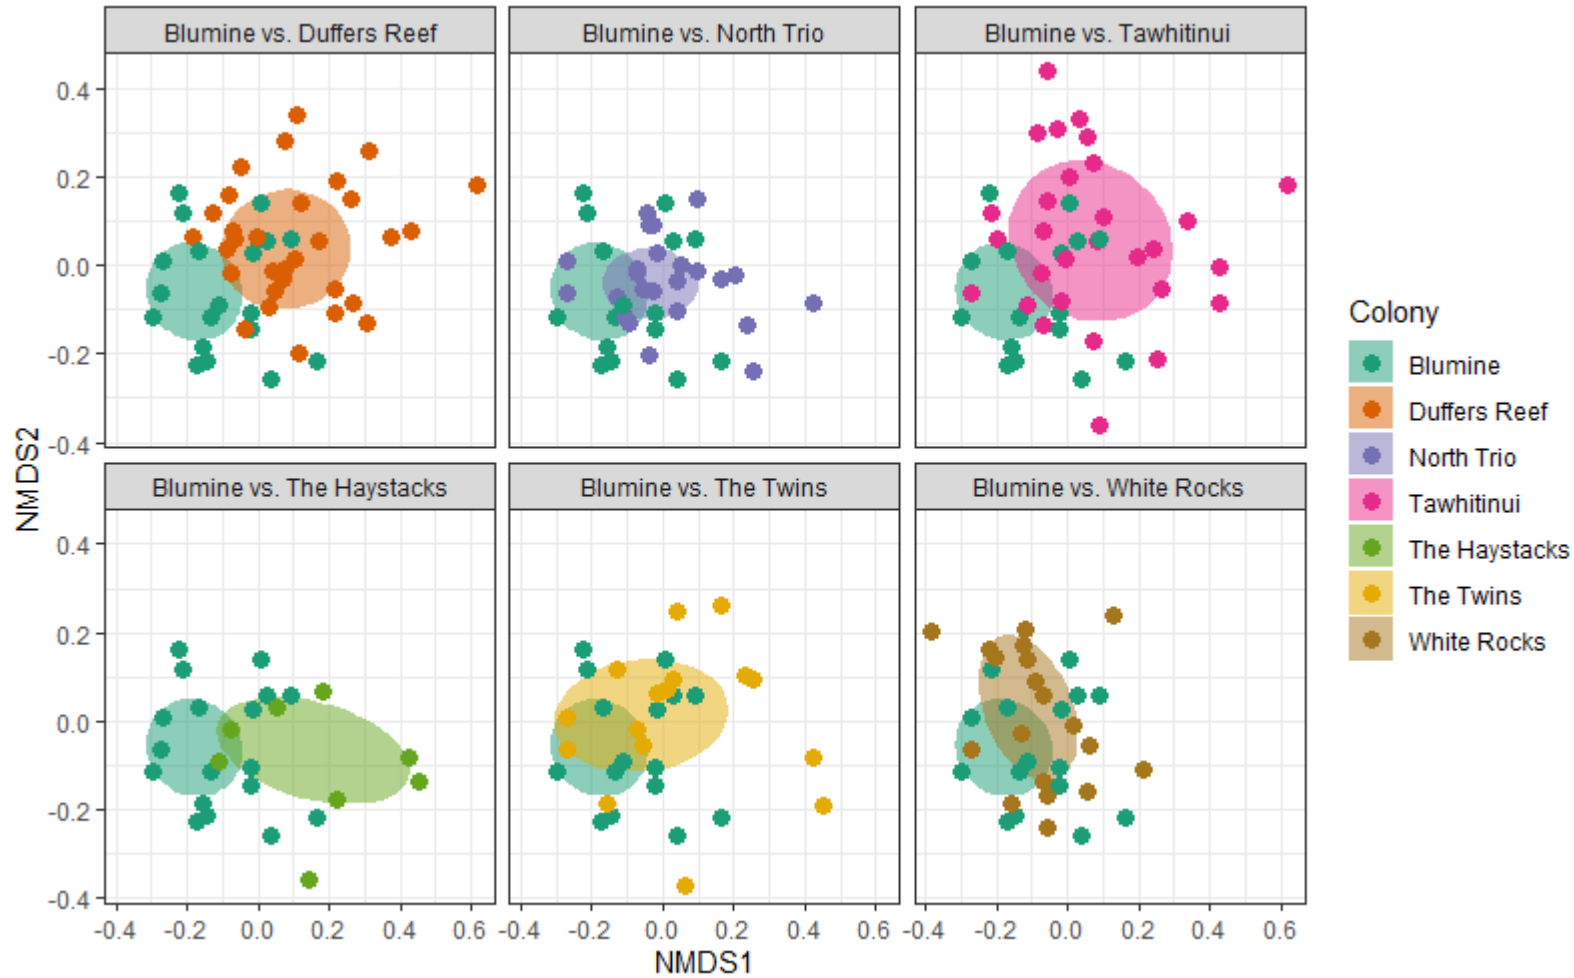 Blumine vs. Duffers Reef
Blumine vs. North Trio
Blumine vs. Tawhitinui
0.4
0.2
0.0
-0.2
-0.4
NMDS2
Blumine vs. The Haystacks
Blumine vs. The Twins
Blumine vs. White Rocks
0.4
0.2
0.0
-0.2
-0.4
-0.4 -0.2 0.0 0.2 0.4 0.6
-0.4 -0.2 0.0 0.2 0.4 0.6
-0.4 -0.2 0.0 0.2 0.4 0.6
NMDS1
Colony
Blumine
Duffers Reef
North Trio
Tawhitinui
The Haystacks
The Twins
White Rocks